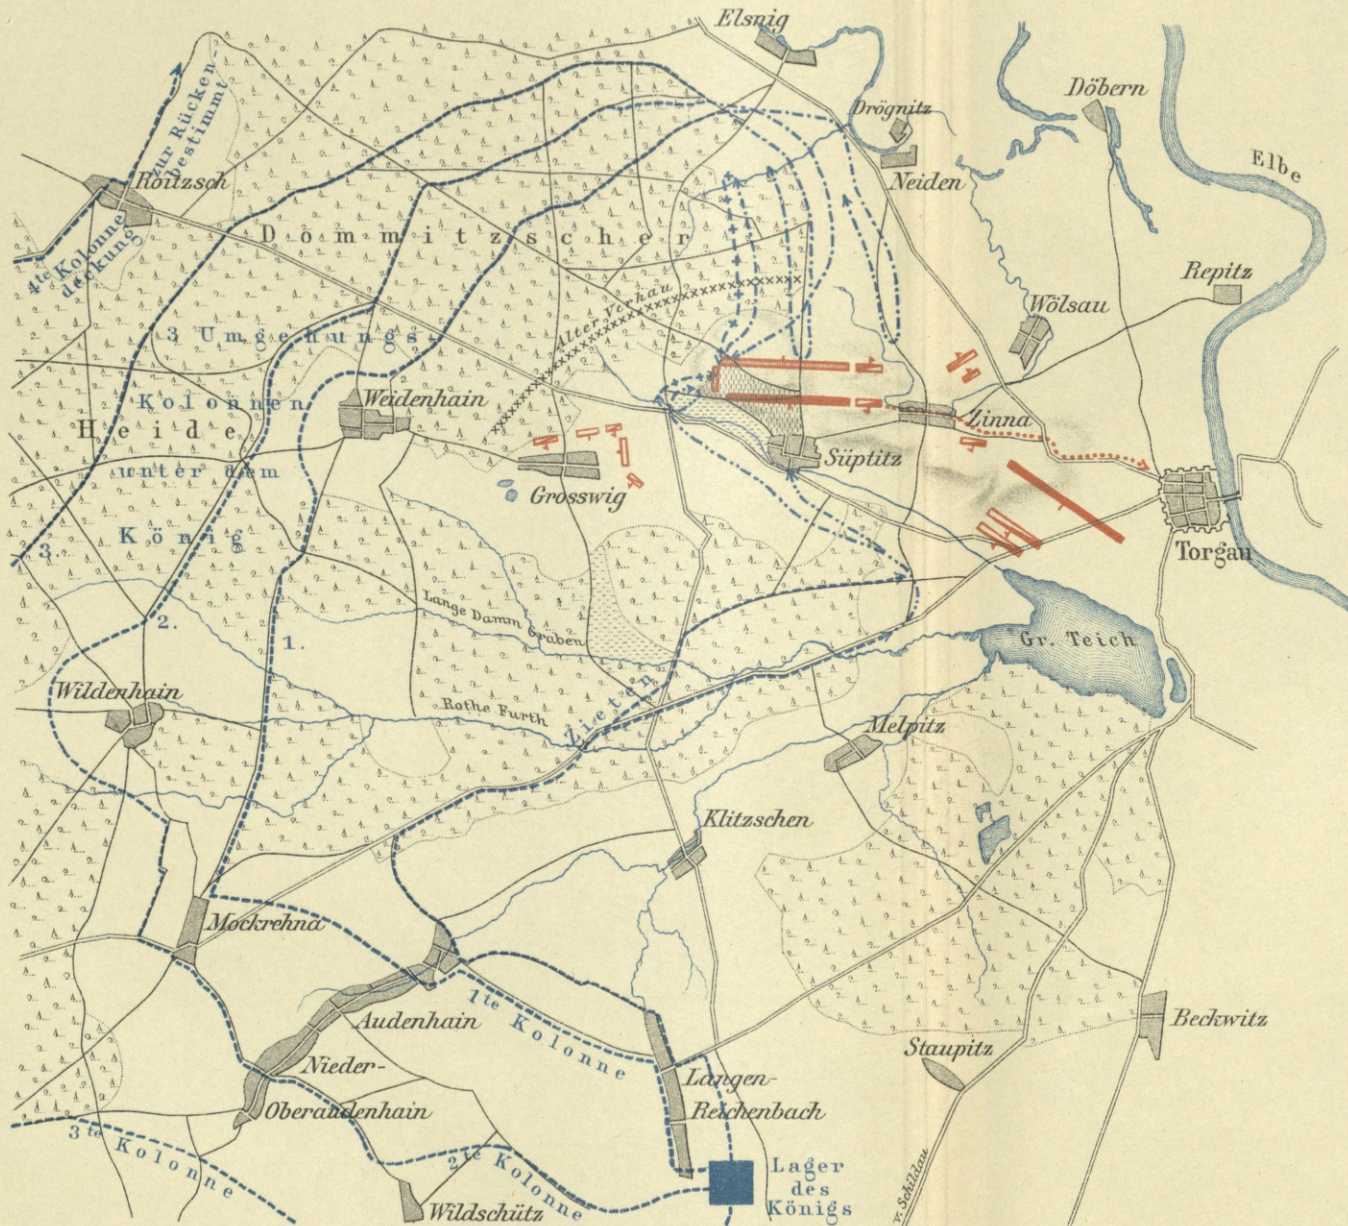 Elsnig
Döbern
Drögnitz
Elbe
zur Rücken-
bestimmt
Roitzsch
Neiden
4te Kolonne
deckung
Dommitzscher
Repitz
Wölsau
Alter Verhau
3 Umgehungs
Kolonnen
Weidenhain
Zinna
Heide
unter dem
Süptitz
Grosswig
König
3.
Torgau
Lange Damm Graben
2.
1.
Gr. Teich
Wildenhain
Zieten
Rothe Furth
Melpitz
Klitzschen
Mockrehna
1te Kolonne
Audenhain
Beckwitz
Staupitz
Nieder-
Langen-
Oberaudenhain
Reichenbach
3te Kolonne
2te Kolonne
Lager
des
Königs
v. Schildau
Wildschütz